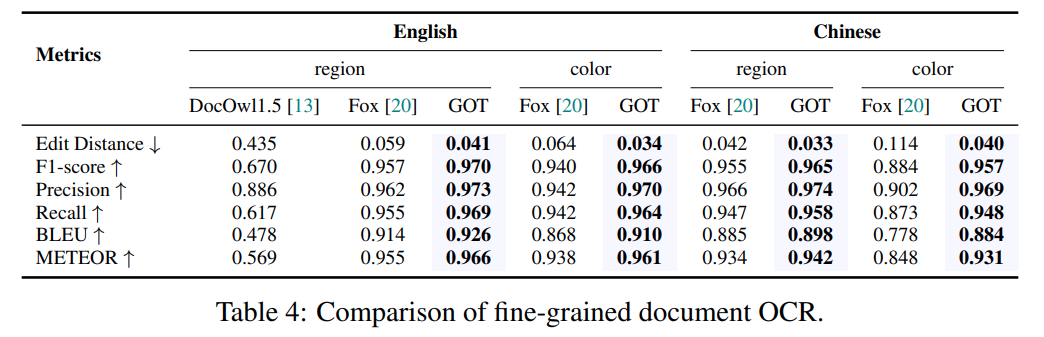 Metrics English Chinese
region color region color
DocOwl1.5 [13] Fox [20] GOT Fox [20] GOT Fox [20] GOT Fox [20] GOT
Edit Distance ↓ 0.435 0.059 0.041 0.064 0.034 0.042 0.033 0.114 0.040
F1-score ↑ 0.670 0.957 0.970 0.940 0.966 0.955 0.965 0.884 0.957
Precision ↑ 0.886 0.962 0.973 0.942 0.970 0.966 0.974 0.902 0.969
Recall ↑ 0.617 0.955 0.969 0.942 0.964 0.947 0.958 0.873 0.948
BLEU ↑ 0.478 0.914 0.926 0.868 0.910 0.885 0.898 0.778 0.884
METEOR ↑ 0.569 0.955 0.966 0.938 0.961 0.934 0.942 0.848 0.931
Table 4: Comparison of fine-grained document OCR.